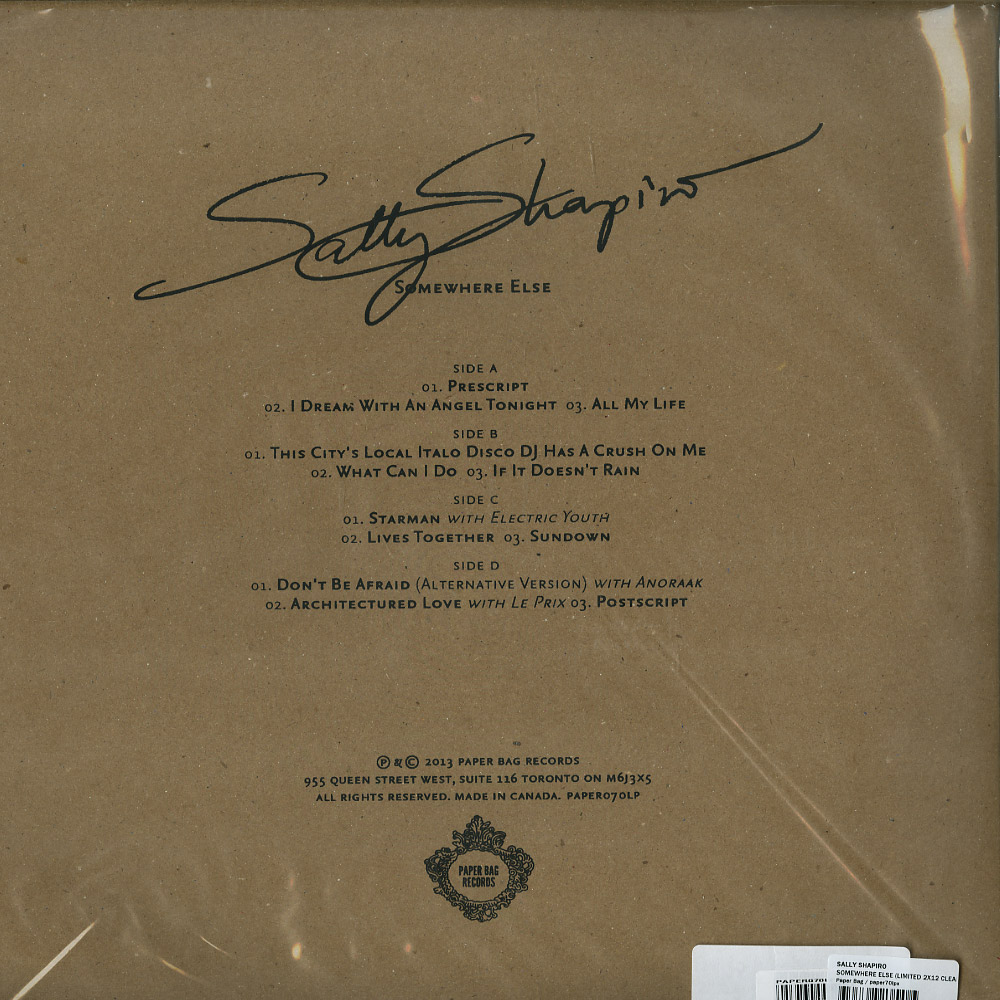 Sally Shapiro
SOMEWHERE ELSE
SIDE A
01. PRESCRIPT
02. I DREAM WITH AN ANGEL TONIGHT 03. ALL MY LIFE
SIDE B
01. THIS CITY'S LOCAL ITALO DISCO DJ HAS A CRUSH ON ME
02. WHAT CAN I DO 03. IF IT DOESN'T RAIN
SIDE C
01. STARMAN WITH ELECTRIC YOUTH
02. LIVES TOGETHER 03. SUNDOWN
SIDE D
01. DON'T BE AFRAID (ALTERNATIVE VERSION) WITH ANORAAK
02. ARCHITECTURED LOVE WITH LE PRIX 03. POSTSCRIPT
℗ & © 2013 PAPER BAG RECORDS
955 QUEEN STREET WEST, SUITE 116 TORONTO ON M6J3X5
ALL RIGHTS RESERVED. MADE IN CANADA. PAPER070LP
PAPER BAG
RECORDS
SALLY SHAPIRO
SOMEWHERE ELSE (LIMITED 2X12 CLEA
Paper Bag / paper70lpx